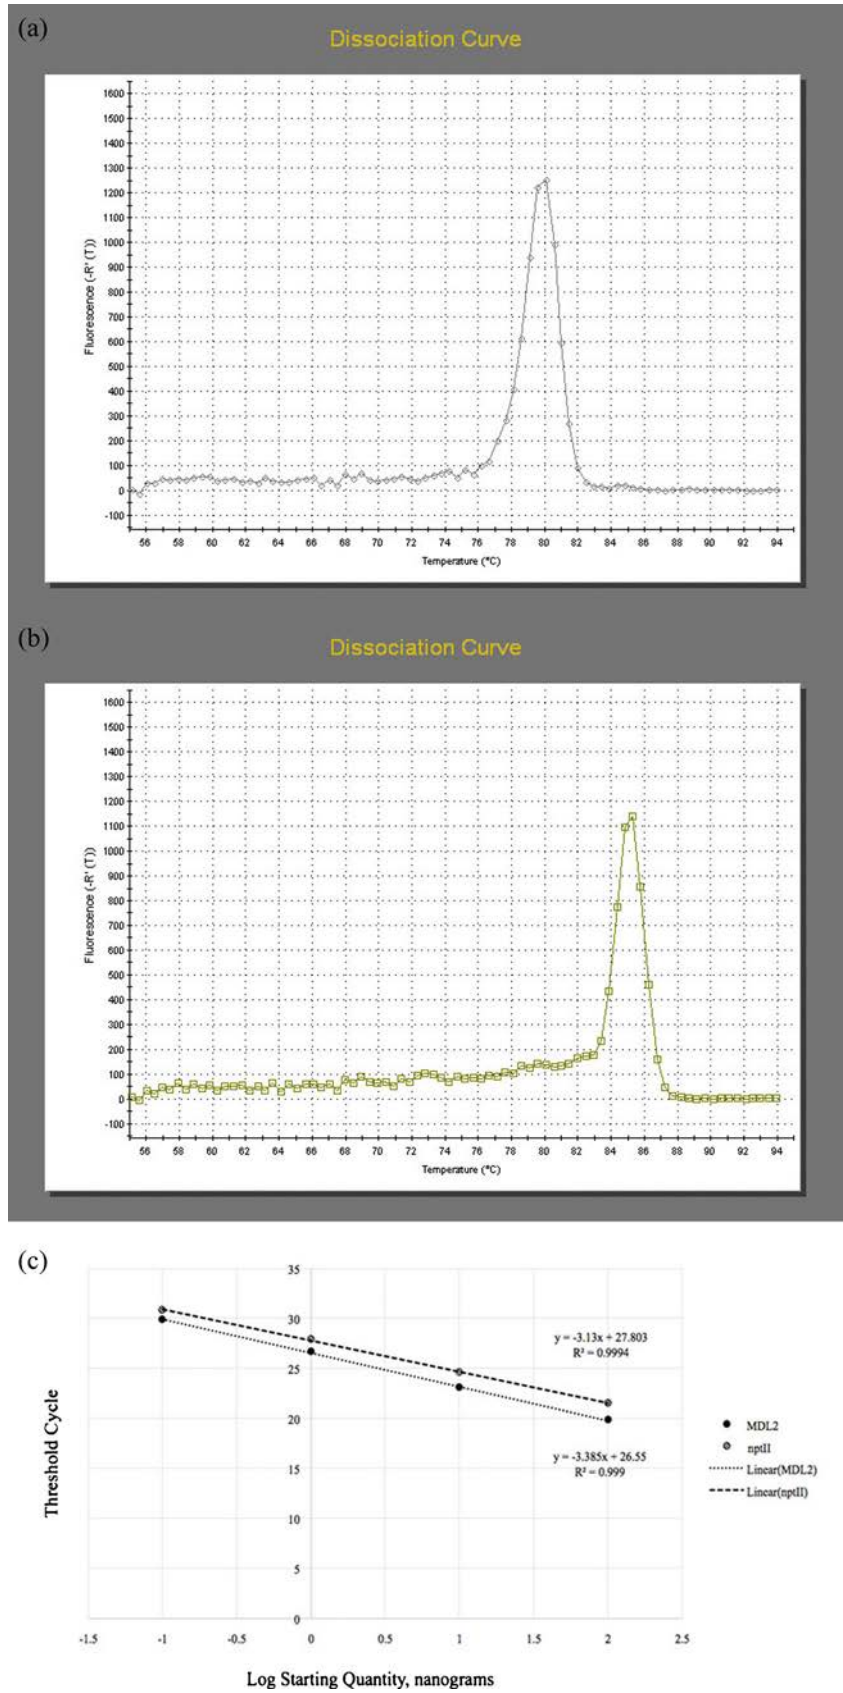 (a)
Dissociation Curve
Fluorescence (-R' (T))
1600
1500
1400
1300
1200
1100
1000
900
800
700
600
500
400
300
200
100
0
-100
56 58 60 62 64 66 68 70 72 74 76 78 80 82 84 86 88 90 92 94
Temperature (°C)
(b)
Dissociation Curve
Fluorescence (-R' (T))
1600
1500
1400
1300
1200
1100
1000
900
800
700
600
500
400
300
200
100
0
-100
56 58 60 62 64 66 68 70 72 74 76 78 80 82 84 86 88 90 92 94
Temperature (°C)
(c)
Threshold Cycle
35
30
25
20
15
10
5
0
y = -3.13x + 27.803
R² = 0.9994
y = -3.385x + 26.55
R² = 0.999
MDL2
nptII
Linear(MDL2)
Linear(nptII)
-1.5 -1 -0.5 0 0.5 1 1.5 2 2.5
Log Starting Quantity, nanograms